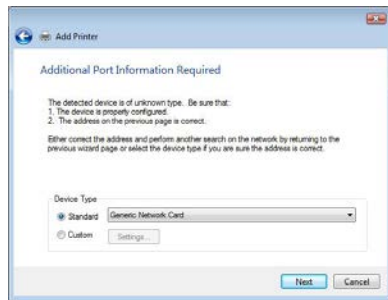 Add Printer
Additional Port Information Required
The detected device is of unknown type. Be sure that:
1. The device is properly configured.
2. The address on the previous page is correct.
Either correct the address and perform another search on the network by returning to the
previous wizard page or select the device type if you are sure the address is correct.
Device Type
Standard Generic Network Card
Custom Settings...
Next Cancel